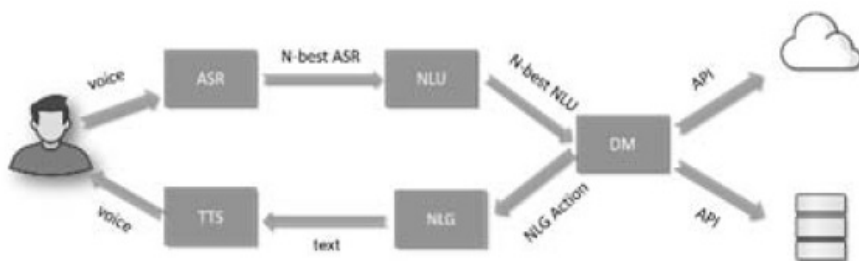 voice
ASR
N-best ASR
NLU
N-best NLU
DM
API
API
NLG Action
NLG
text
TTS
voice